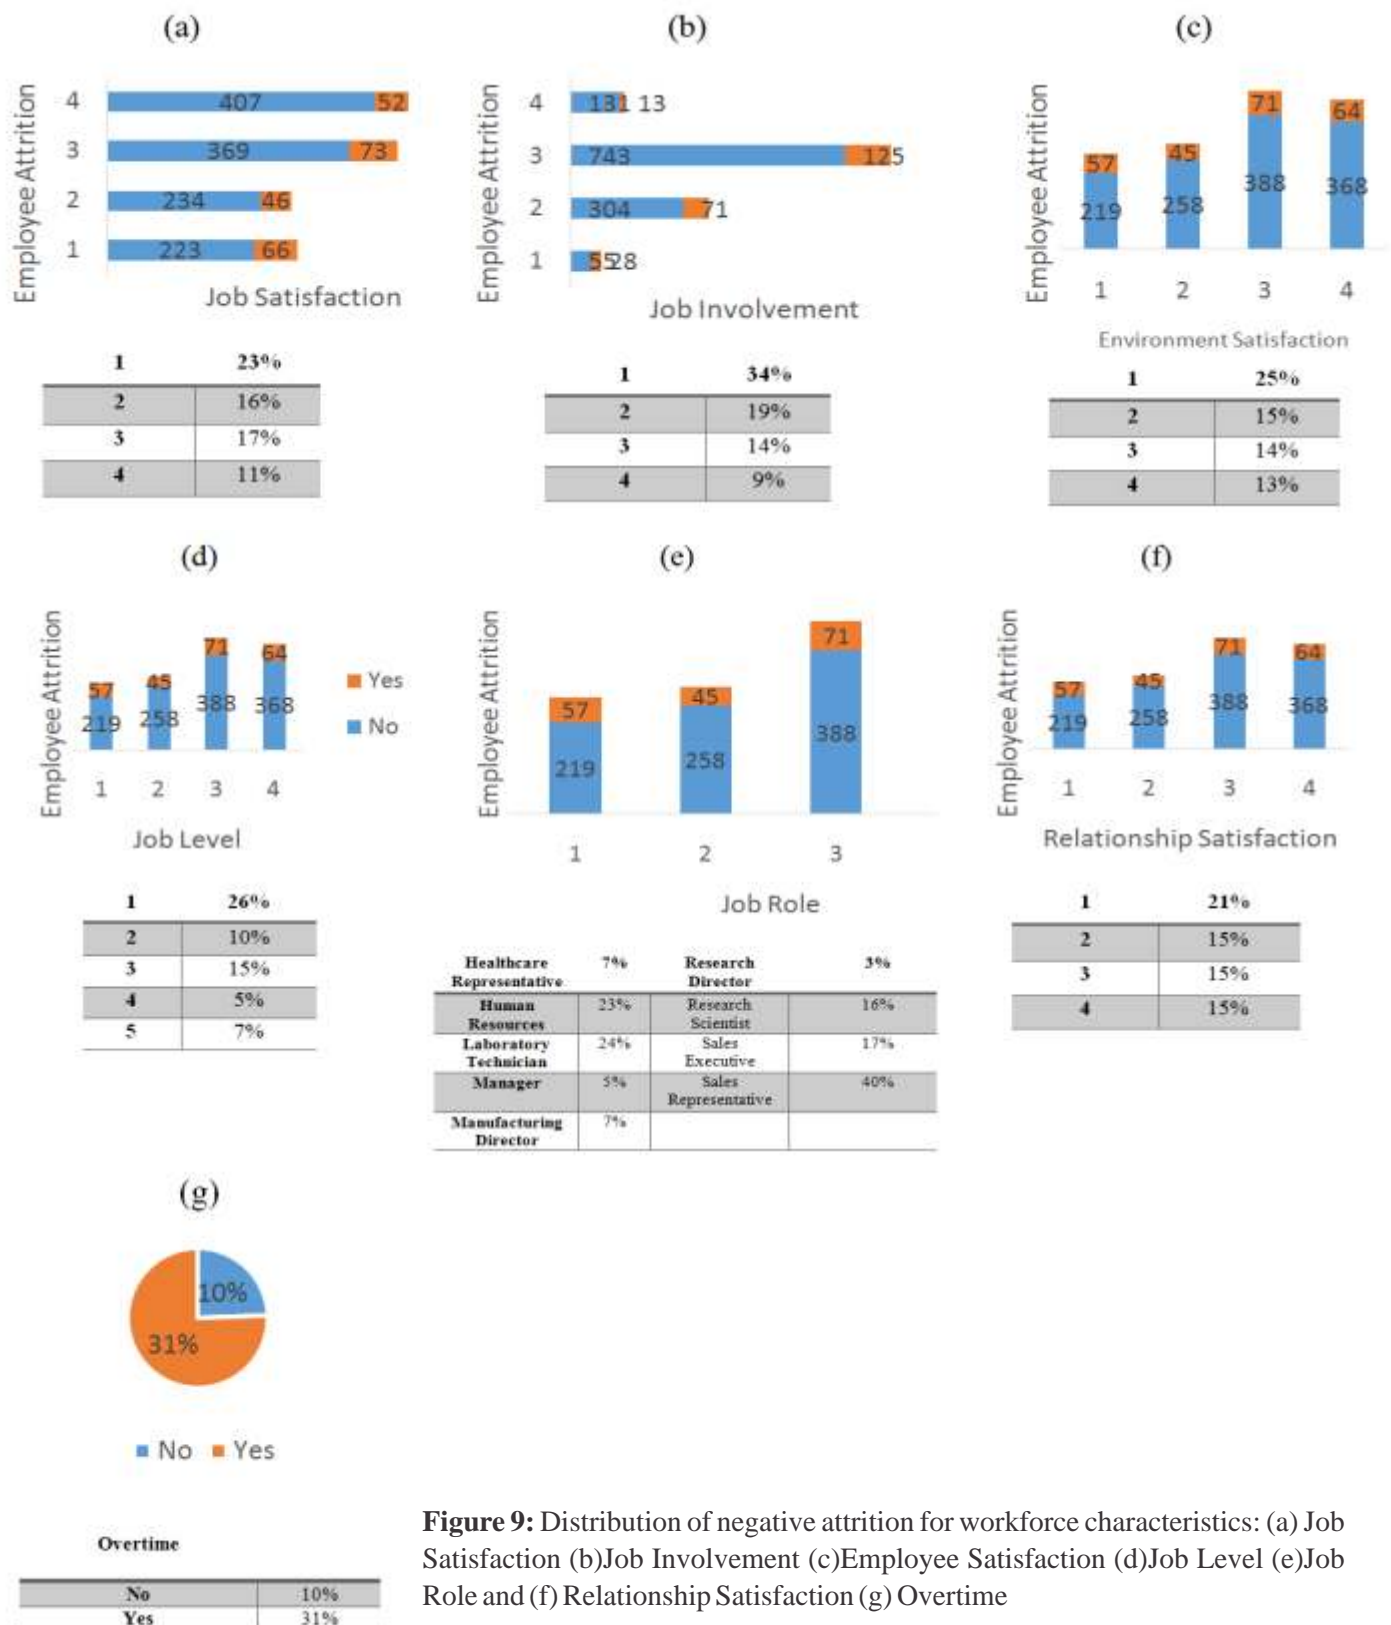 (a)
Employee Attrition
4
407
52
3
369
73
2
234
46
1
223
66
Job Satisfaction
1 23%
2 16%
3 17%
4 11%
(b)
Employee Attrition
4
131 13
3
743
125
2
304
71
1
55 28
Job Involvement
1 34%
2 19%
3 14%
4 9%
(c)
Employee Attrition
57
45
71
64
219
258
388
368
1 2 3 4
Environment Satisfaction
1 25%
2 15%
3 14%
4 13%
(d)
Employee Attrition
57
45
71
64
219
258
388
368
1 2 3 4
Job Level
Yes
No
1 26%
2 10%
3 15%
4 5%
5 7%
(e)
Employee Attrition
57
45
71
219
258
388
1 2 3
Job Role
Healthcare Representative 7% Research Director 3%
Human Resources 23% Research Scientist 16%
Laboratory Technician 24% Sales Executive 17%
Manager 5% Sales Representative 40%
Manufacturing Director 7%
(f)
Employee Attrition
57
45
71
64
219
258
388
368
1 2 3 4
Relationship Satisfaction
1 21%
2 15%
3 15%
4 15%
(g)
10%
31%
No Yes
Overtime
No 10%
Yes 31%
Figure 9: Distribution of negative attrition for workforce characteristics: (a) Job
Satisfaction (b)Job Involvement (c)Employee Satisfaction (d)Job Level (e)Job
Role and (f) Relationship Satisfaction (g) Overtime